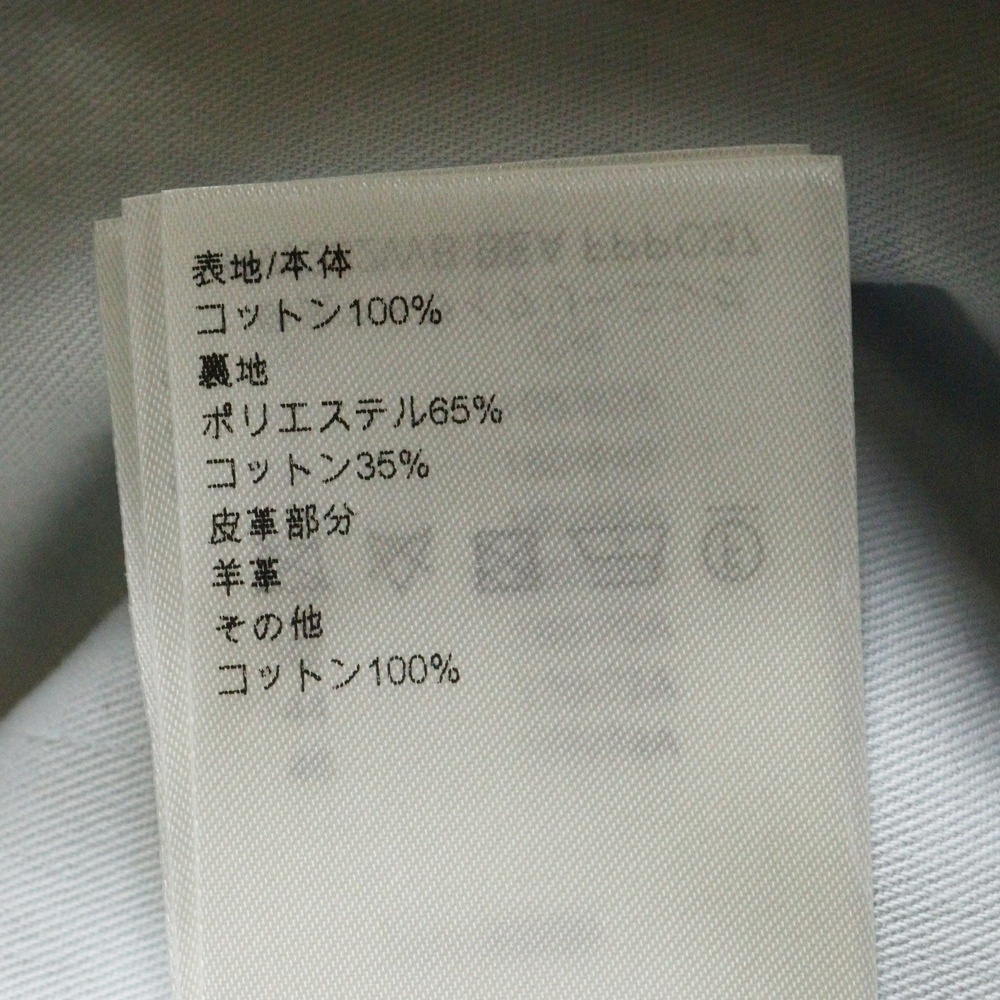 表地/本体
コットン100%
裏地
ポリエステル65%
コットン35%
皮革部分
羊革
その他
コットン100%